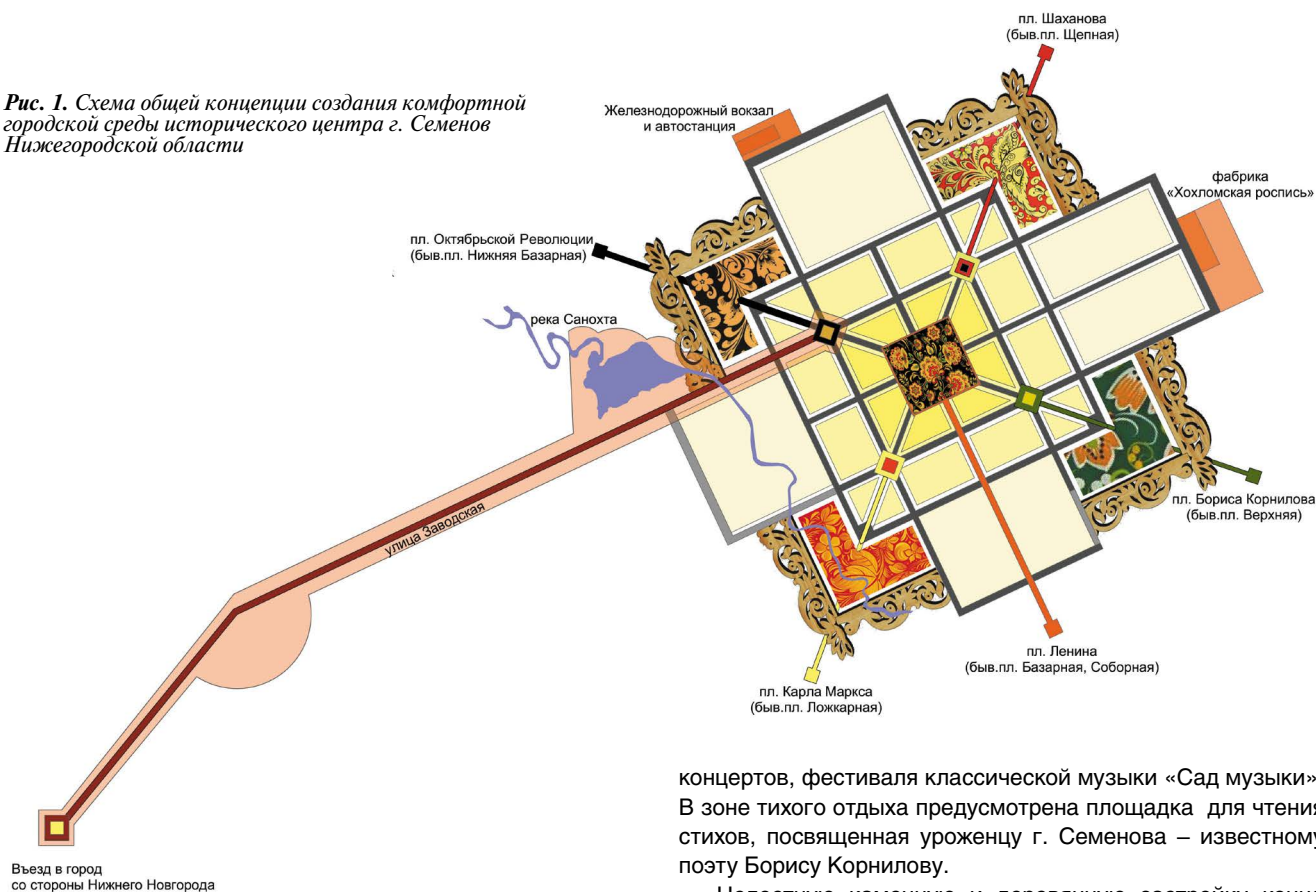 Рис. 1. Схема общей концепции создания комфортной
городской среды исторического центра г. Семенов
Нижегородской области
пл. Шаханова
(быв.пл. Щепная)
Железнодорожный вокзал
и автостанция
фабрика
«Хохломская роспись»
пл. Октябрьской Революции
(быв.пл. Нижняя Базарная)
река Санохта
улица Заводская
пл. Бориса Корнилова
(быв.пл. Верхняя)
пл. Ленина
(быв.пл. Базарная, Соборная)
пл. Карла Маркса
(быв.пл. Ложкарная)
Въезд в город
со стороны Нижнего Новгорода
концертов, фестиваля классической музыки «Сад музыки»
В зоне тихого отдыха предусмотрена площадка для чтения
стихов, посвященная уроженцу г. Семенова – известному
поэту Борису Корнилову.